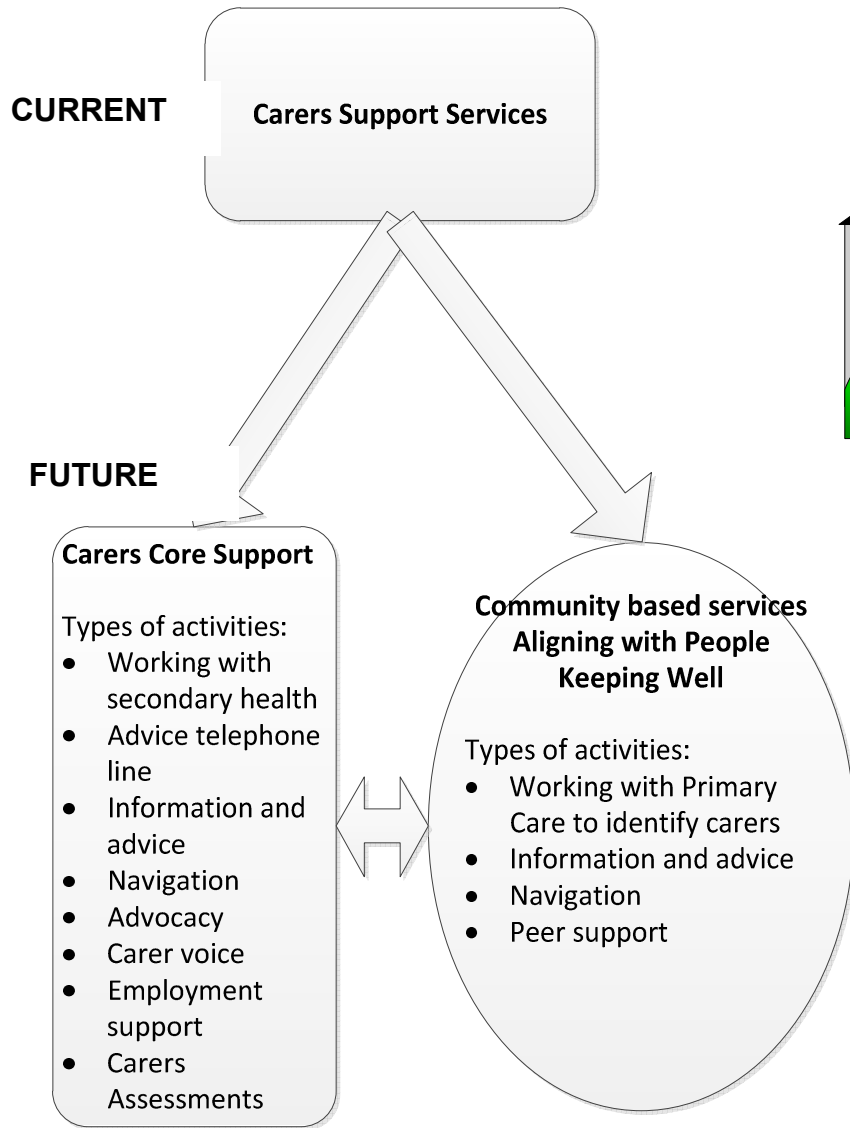 CURRENT
Carers Support Services
FUTURE
Carers Core Support
Types of activities:
• Working with
secondary health
• Advice telephone
line
• Information and
advice
• Navigation
• Advocacy
• Carer voice
• Employment
support
• Carers
Assessments
Community based services
Aligning with People
Keeping Well
Types of activities:
• Working with Primary
Care to identify carers
• Information and advice
• Navigation
• Peer support